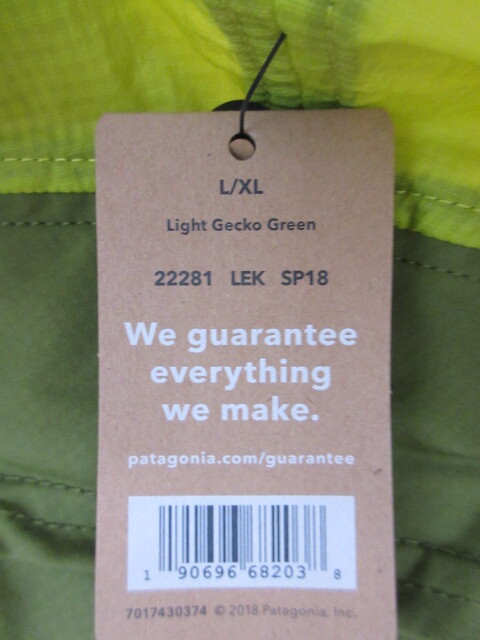 L/XL
Light Gecko Green
22281 LEK SP18
We guarantee
everything
we make.
patagonia.com/guarantee
1 90696 68203 8
7017430374 © 2018 Patagonia, Inc.